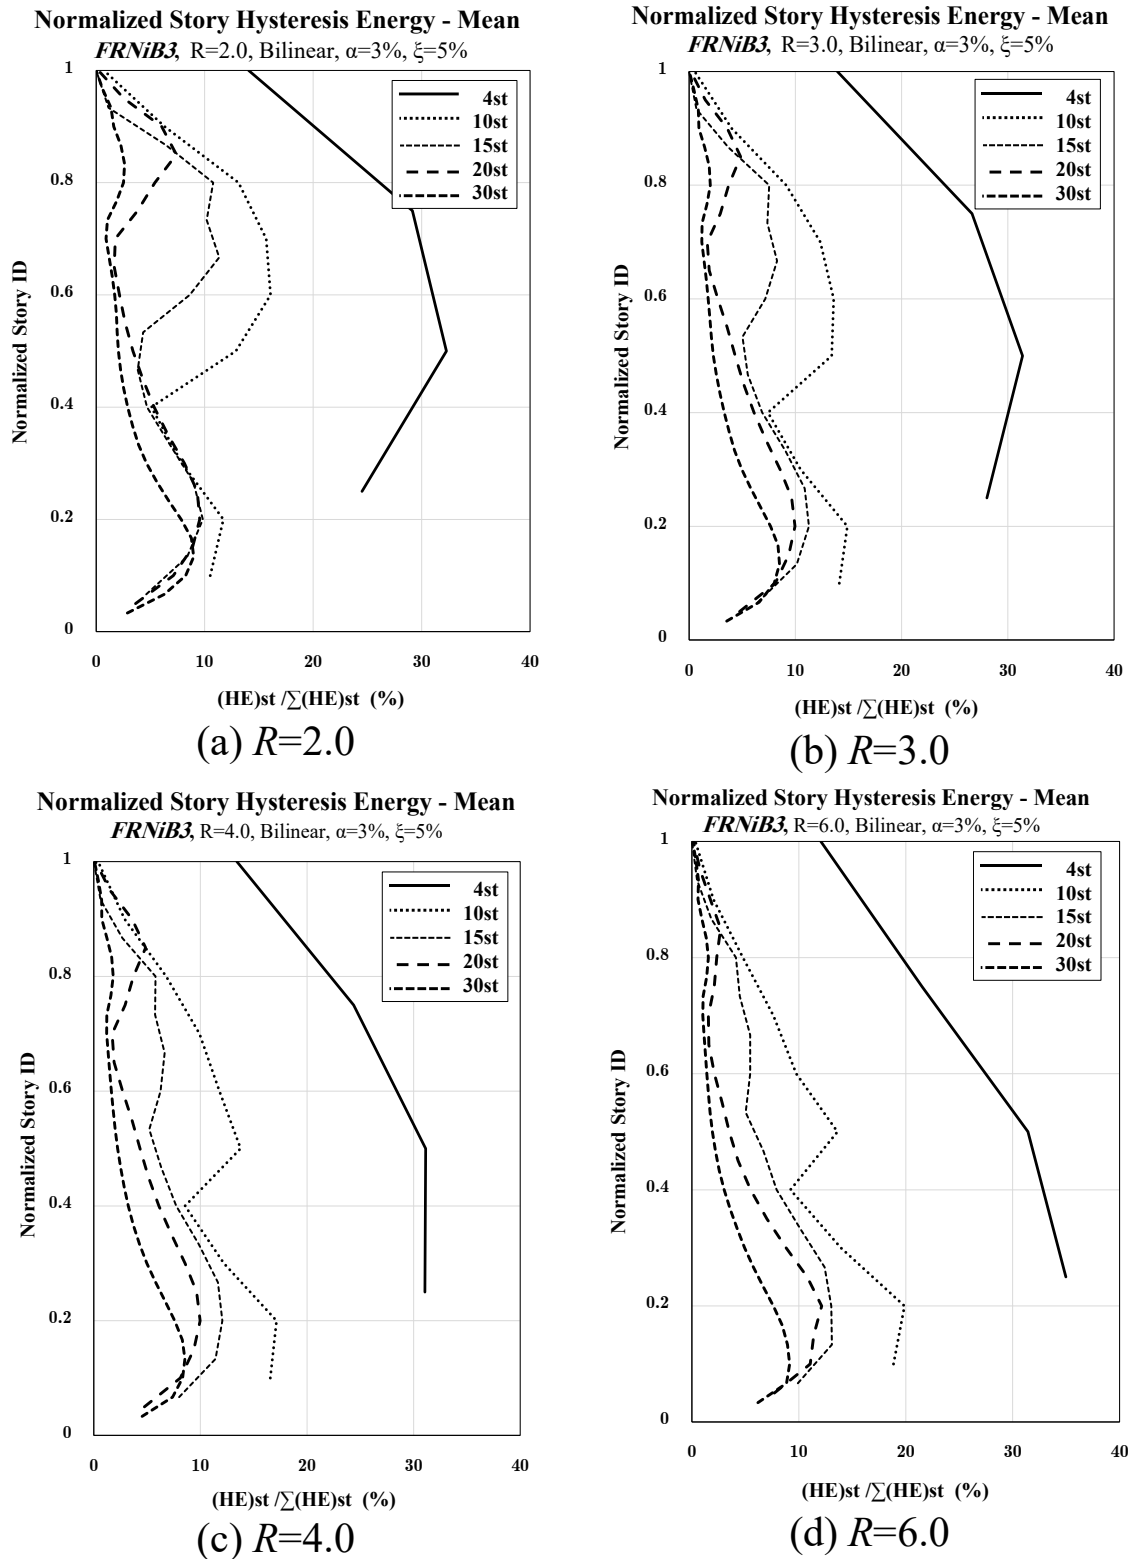 Normalized Story Hysteresis Energy - Mean
FRNiB3, R=2.0, Bilinear, α=3%, ξ=5%
1
0.8
0.6
0.4
0.2
0
Normalized Story ID
4st
10st
15st
20st
30st
0 10 20 30 40
(HE)st /∑(HE)st (%)
(a) R=2.0
Normalized Story Hysteresis Energy - Mean
FRNiB3, R=3.0, Bilinear, α=3%, ξ=5%
1
0.8
0.6
0.4
0.2
0
Normalized Story ID
4st
10st
15st
20st
30st
0 10 20 30 40
(HE)st /∑(HE)st (%)
(b) R=3.0
Normalized Story Hysteresis Energy - Mean
FRNiB3, R=4.0, Bilinear, α=3%, ξ=5%
1
0.8
0.6
0.4
0.2
0
Normalized Story ID
4st
10st
15st
20st
30st
0 10 20 30 40
(HE)st /∑(HE)st (%)
(c) R=4.0
Normalized Story Hysteresis Energy - Mean
FRNiB3, R=6.0, Bilinear, α=3%, ξ=5%
1
0.8
0.6
0.4
0.2
0
Normalized Story ID
4st
10st
15st
20st
30st
0 10 20 30 40
(HE)st /∑(HE)st (%)
(d) R=6.0